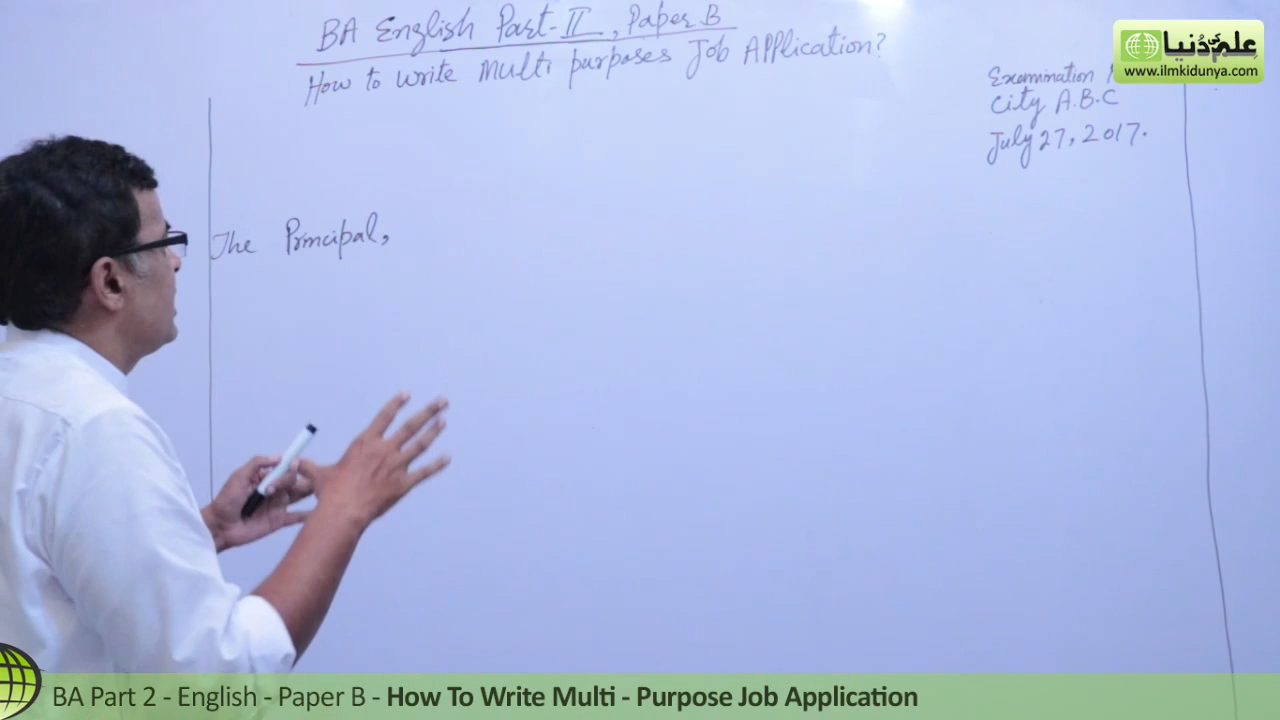 BA English Part-II, Paper B
How to write Multi purposes Job Application?
علم کی دُنیا
www.ilmkidunya.com
Examination
City A.B.C
July 27, 2017.
The Principal,
BA Part 2 - English - Paper B - How To Write Multi - Purpose Job Application